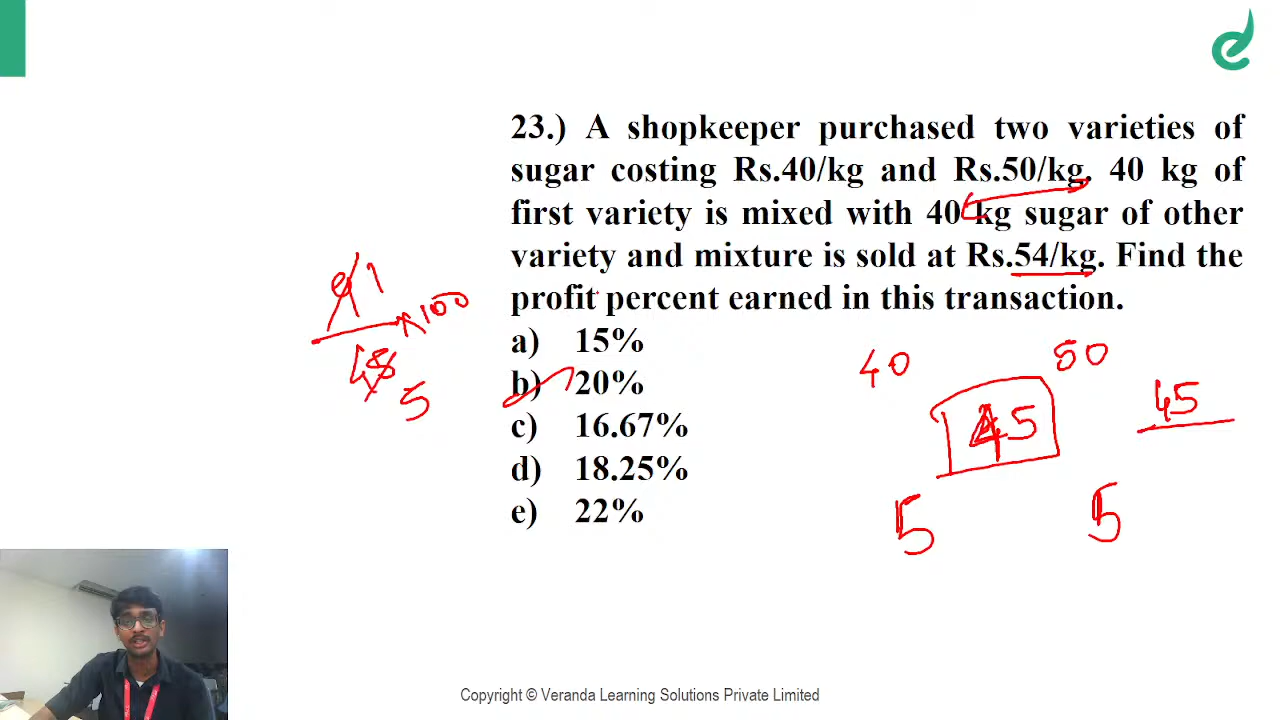 23.) A shopkeeper purchased two varieties of
sugar costing Rs.40/kg and Rs.50/kg. 40 kg of
first variety is mixed with 40 kg sugar of other
variety and mixture is sold at Rs.54/kg. Find the
profit percent earned in this transaction.
a) 15%
b) 20%
c) 16.67%
d) 18.25%
e) 22%
9 1
×100
45
5
40 50
45
45
5 5
Copyright © Veranda Learning Solutions Private Limited